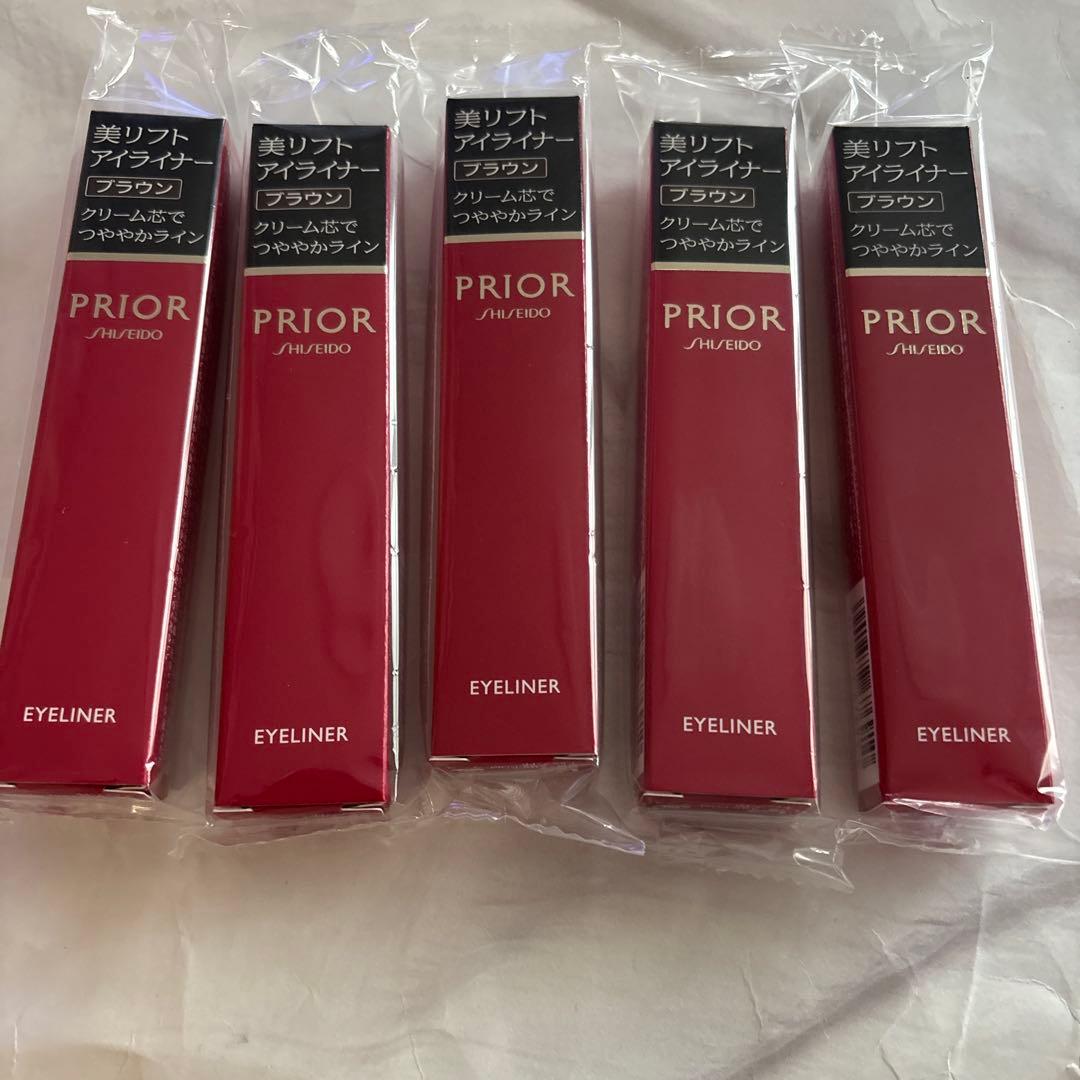 美リフト
アイライナー
ブラウン
クリーム芯で
つややかライン
PRIOR
SHISEIDO
EYELINER
美リフト
アイライナー
ブラウン
クリーム芯で
つややかライン
PRIOR
SHISEIDO
EYELINER
美リフト
アイライナー
ブラウン
クリーム芯で
つややかライン
PRIOR
SHISEIDO
EYELINER
美リフト
アイライナー
ブラウン
クリーム芯で
つややかライン
PRIOR
SHISEIDO
EYELINER
美リフト
アイライナー
ブラウン
クリーム芯で
つややかライン
PRIOR
SHISEIDO
EYELINER